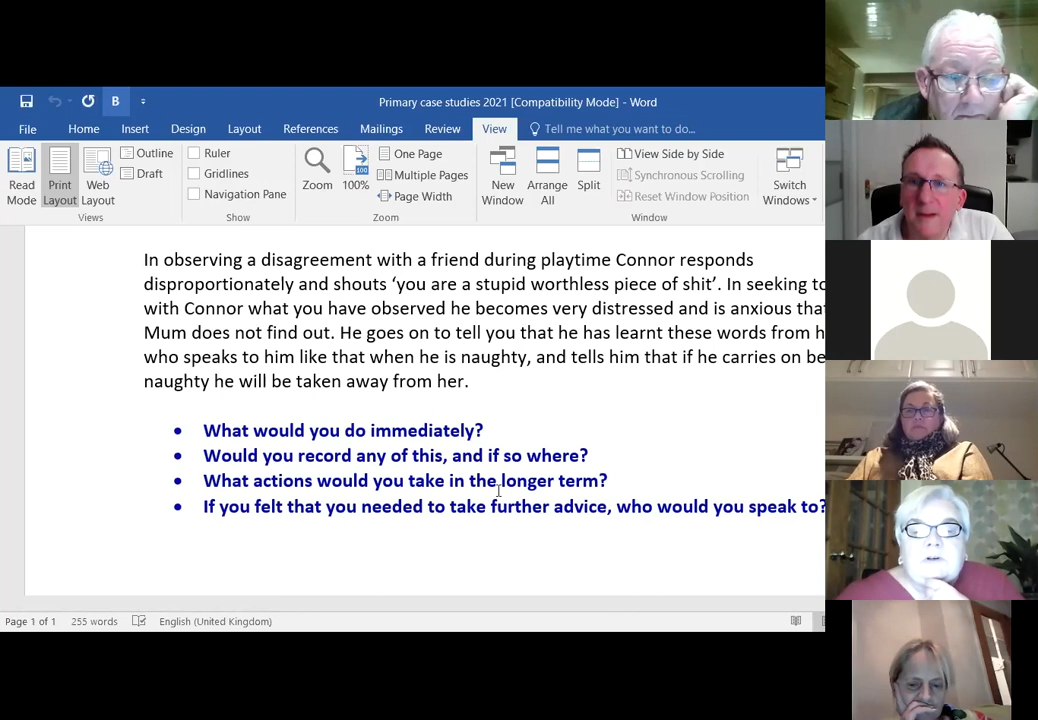 B
Primary case studies 2021 [Compatibility Mode] - Word
File Home Insert Design Layout References Mailings Review View Tell me what you want to do...
Read Mode
Print Layout
Web Layout
Outline
Draft
Views
Ruler
Gridlines
Navigation Pane
Show
Zoom
100
100%
One Page
Multiple Pages
Page Width
Zoom
New Window
Arrange All
Split
View Side by Side
Synchronous Scrolling
Reset Window Position
Window
Switch Windows
In observing a disagreement with a friend during playtime Connor responds
disproportionately and shouts ‘you are a stupid worthless piece of shit’. In seeking to
with Connor what you have observed he becomes very distressed and is anxious
Mum does not find out. He goes on to tell you that he has learnt these words from
who speaks to him like that when he is naughty, and tells him that if he carries on
naughty he will be taken away from her.
• What would you do immediately?
• Would you record any of this, and if so where?
• What actions would you take in the longer term?
• If you felt that you needed to take further advice, who would you speak to?
Page 1 of 1 255 words English (United Kingdom)